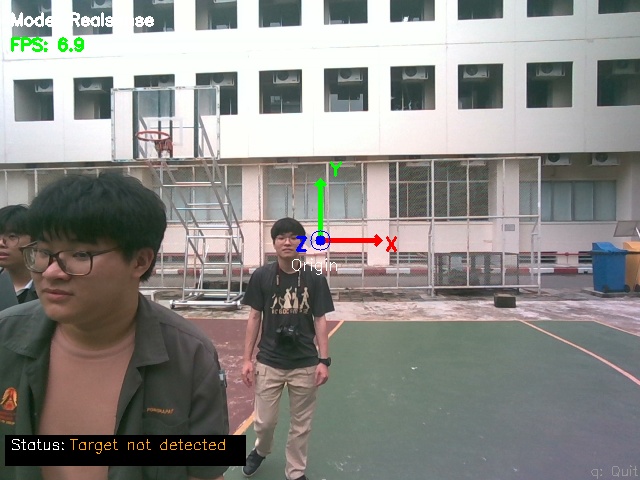 Mode: Realsense
FPS: 6.9
Y
Z
X
Origin
Status: Target not detected
q: Quit